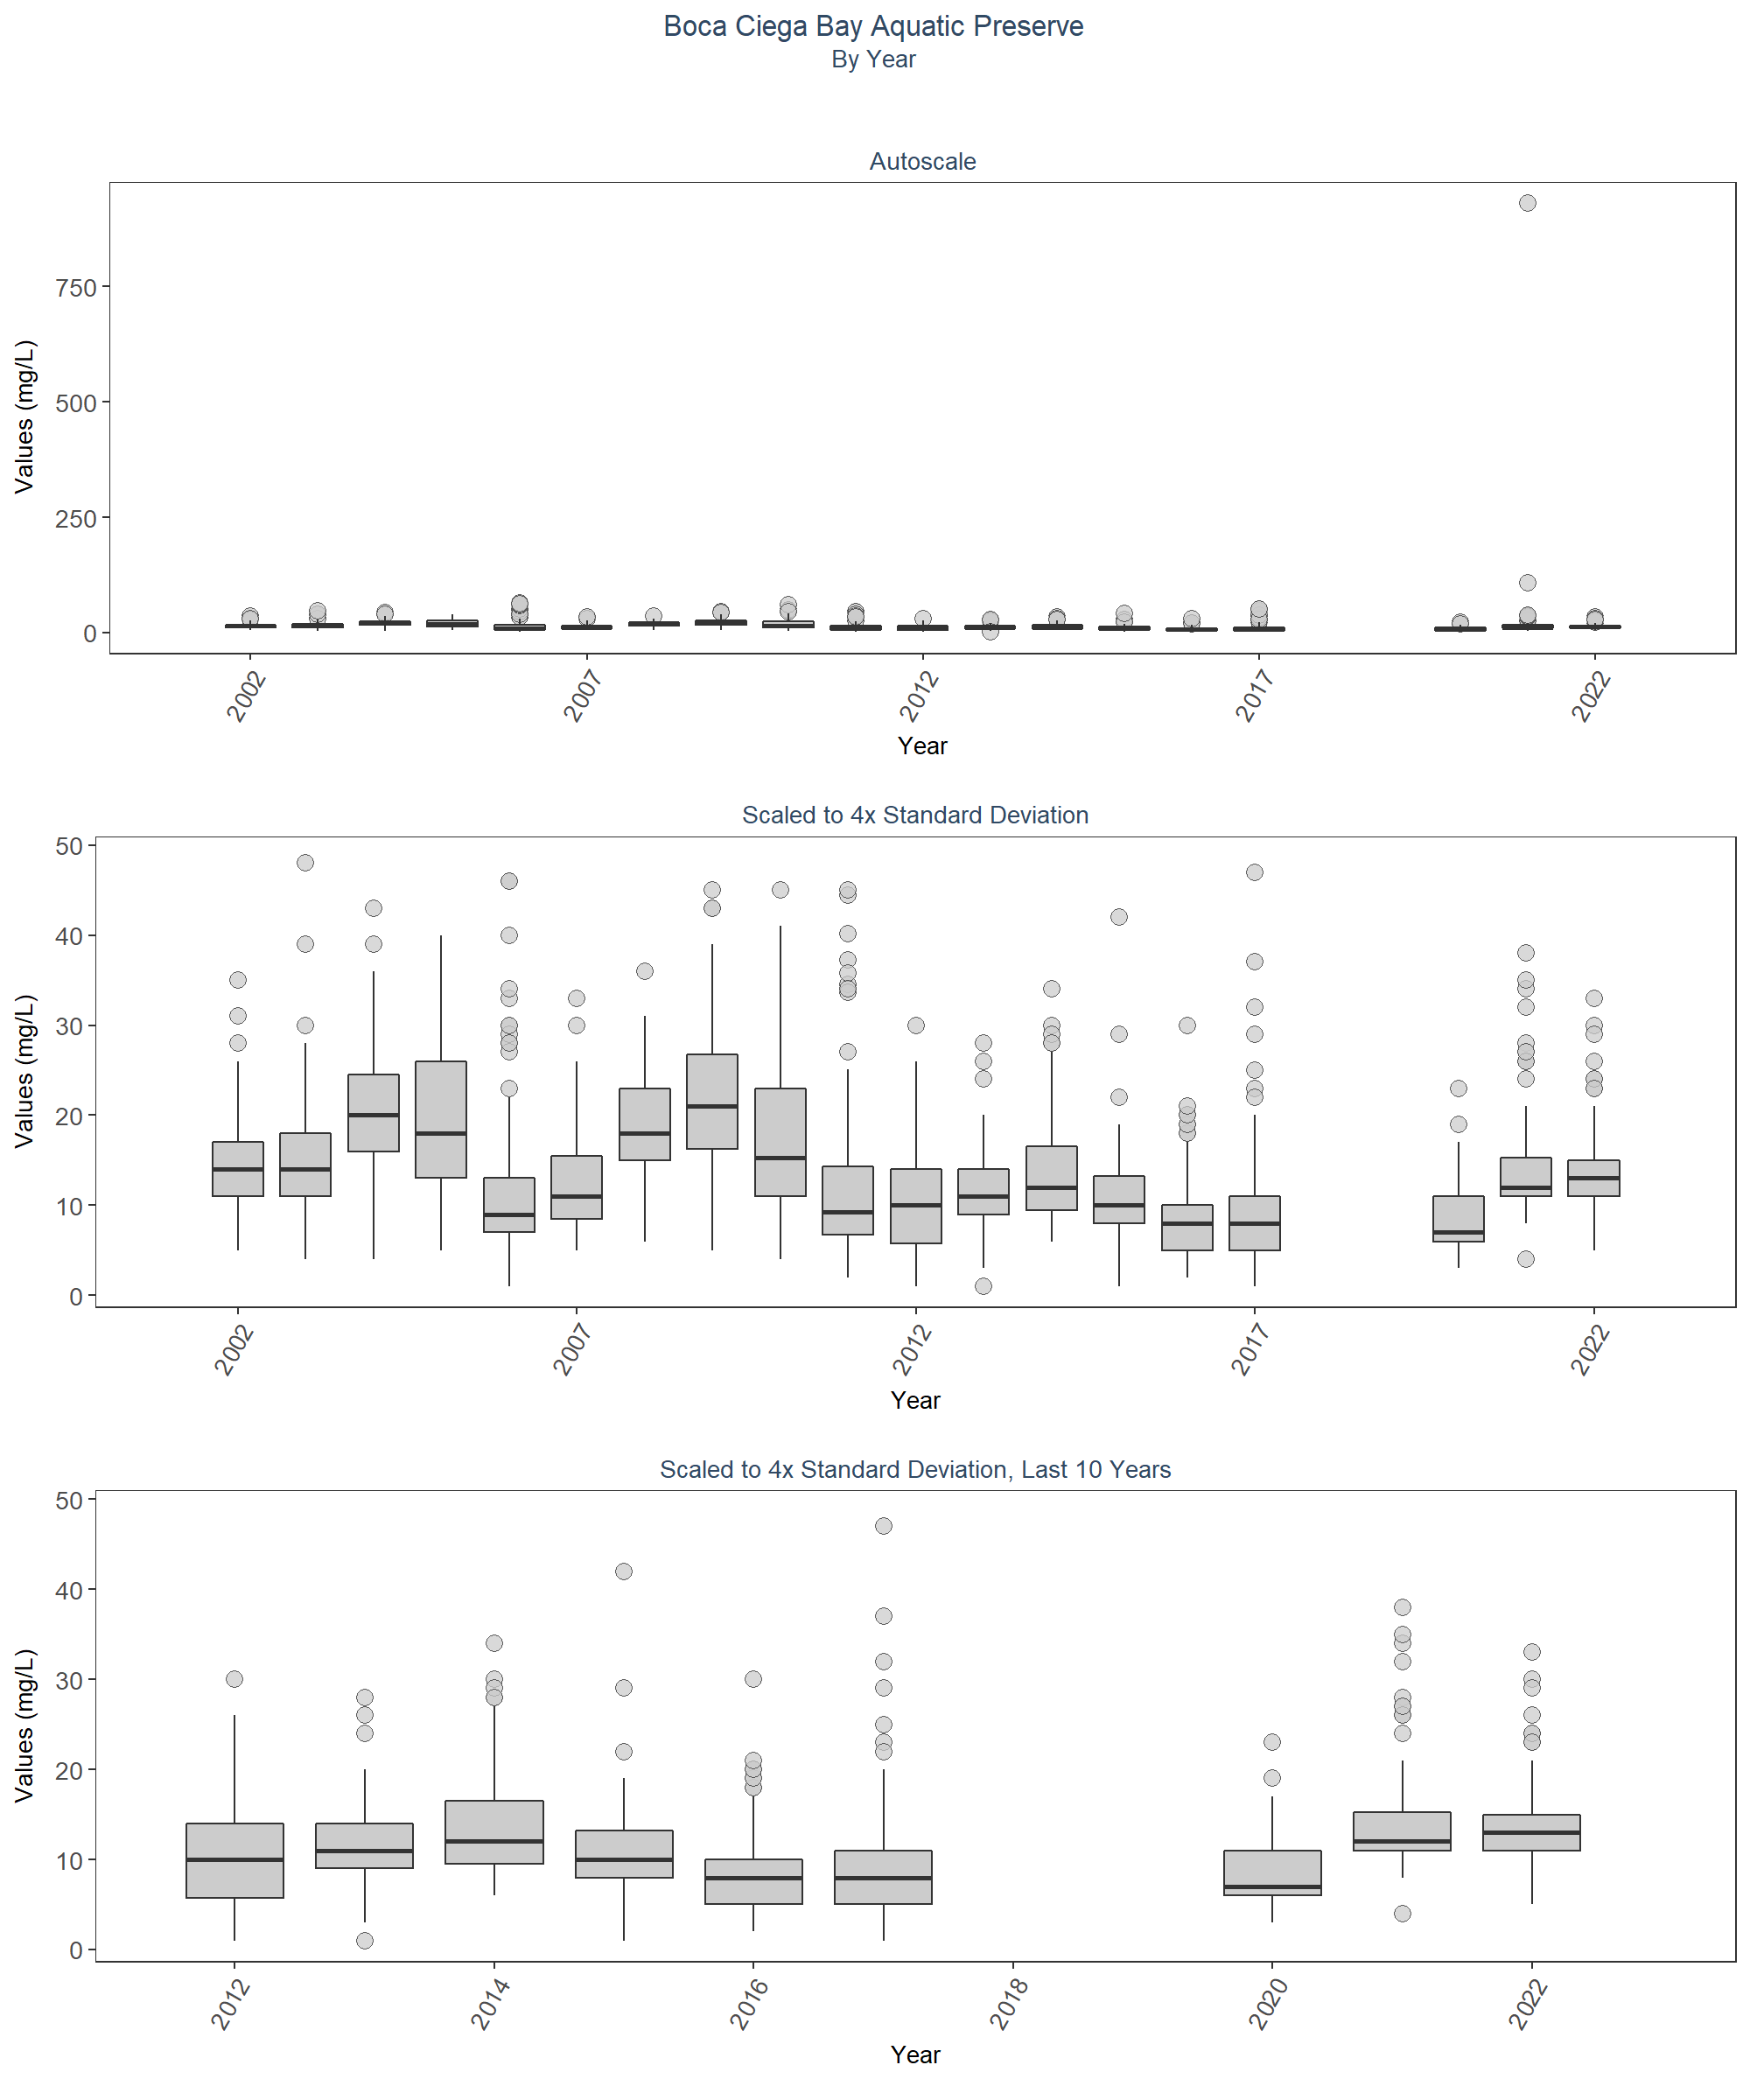 Boca Ciega Bay Aquatic Preserve
By Year
Autoscale
Values (mg/L)
750
500
250
0
2002
2007
2012
2017
2022
Year
Scaled to 4x Standard Deviation
Values (mg/L)
50
40
30
20
10
0
2002
2007
2012
2017
2022
Year
Scaled to 4x Standard Deviation, Last 10 Years
Values (mg/L)
50
40
30
20
10
0
2012
2014
2016
2018
2020
2022
Year